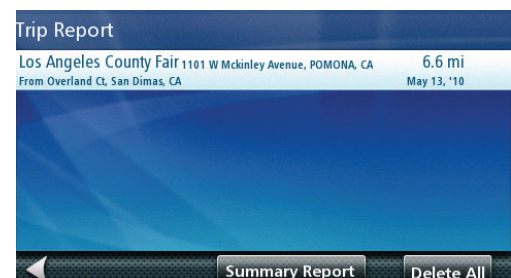 Trip Report
Los Angeles County Fair 1101 W Mckinley Avenue, POMONA, CA 6.6 mi
From Overland Ct, San Dimas, CA May 13, '10
Summary Report Delete All